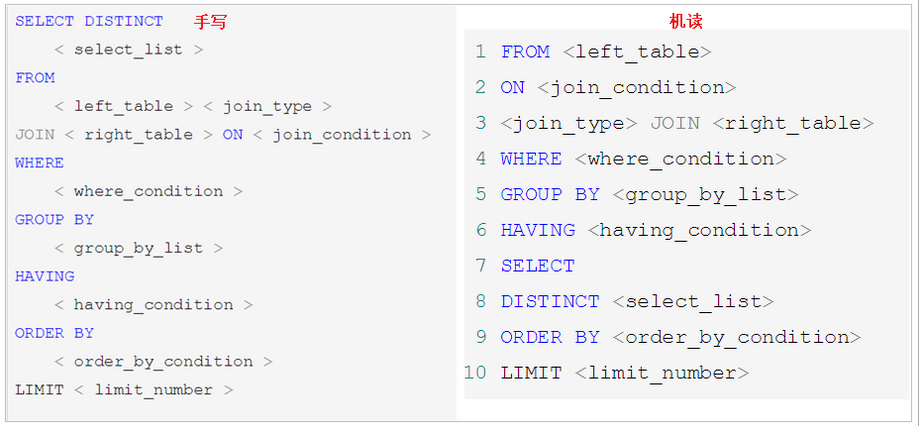 SELECT DISTINCT 手写
< select_list >
FROM
< left_table > < join_type >
JOIN < right_table > ON < join_condition >
WHERE
< where_condition >
GROUP BY
< group_by_list >
HAVING
< having_condition >
ORDER BY
< order_by_condition >
LIMIT < limit_number >
机读
1 FROM <left_table>
2 ON <join_condition>
3 <join_type> JOIN <right_table>
4 WHERE <where_condition>
5 GROUP BY <group_by_list>
6 HAVING <having_condition>
7 SELECT
8 DISTINCT <select_list>
9 ORDER BY <order_by_condition>
10 LIMIT <limit_number>